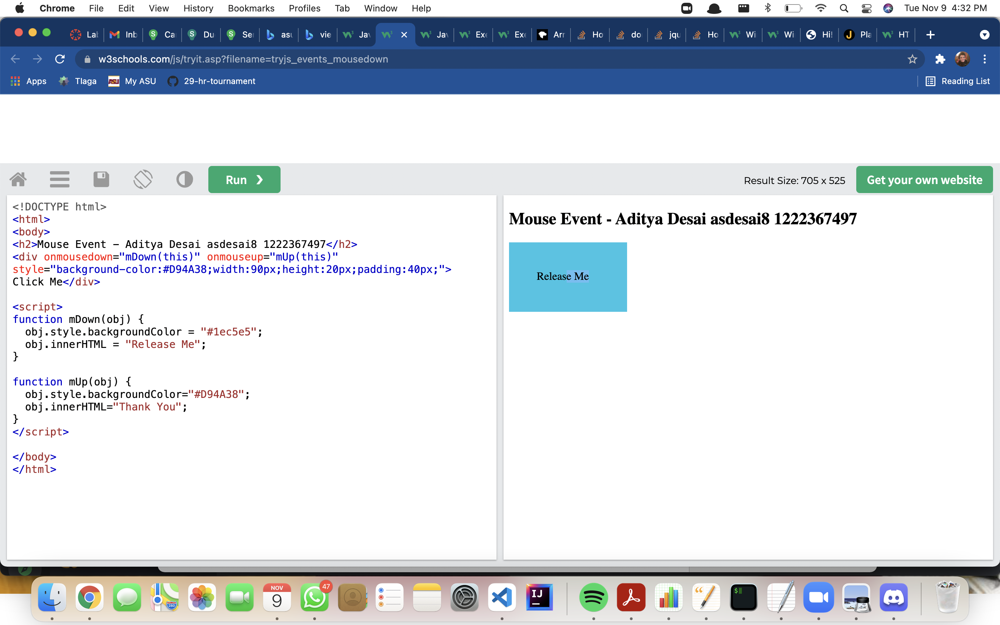 Chrome File Edit View History Bookmarks Profiles Tab Window Help Tue Nov 9 4:32 PM
Lab Inb Ca Du Ser asu vie Jav Jav Exe Exe Arr Ho do jqu Ho Wi Wi Hi! Pla HT
w3schools.com/js/tryit.asp?filename=tryjs_events_mousedown
Apps Tlaga My ASU 29-hr-tournament Reading List
Run ❯ Result Size: 705 x 525 Get your own website
<!DOCTYPE html>
<html>
<body>
<h2>Mouse Event – Aditya Desai asdesai8 1222367497</h2>
<div onmousedown="mDown(this)" onmouseup="mUp(this)"
style="background-color:#D94A38;width:90px;height:20px;padding:40px;">
Click Me</div>
<script>
function mDown(obj) {
  obj.style.backgroundColor = "#1ec5e5";
  obj.innerHTML = "Release Me";
}
function mUp(obj) {
  obj.style.backgroundColor="#D94A38";
  obj.innerHTML="Thank You";
}
</script>
</body>
</html>
Mouse Event - Aditya Desai asdesai8 1222367497
Release Me
280
NOV
9
47
IJ
$